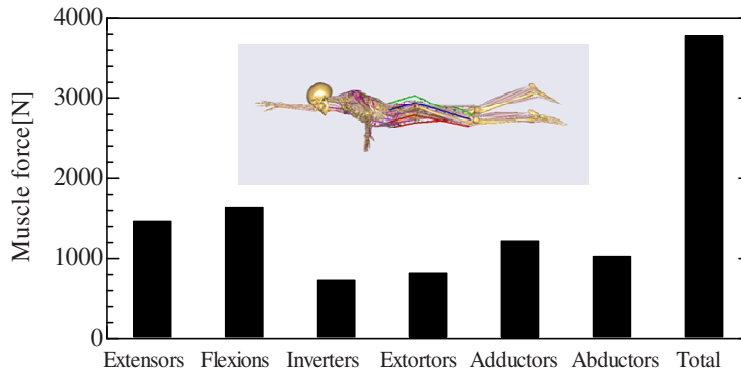 Muscle force[N]
4000
3000
2000
1000
0
Extensors Flexions Inverters Extortors Adductors Abductors Total